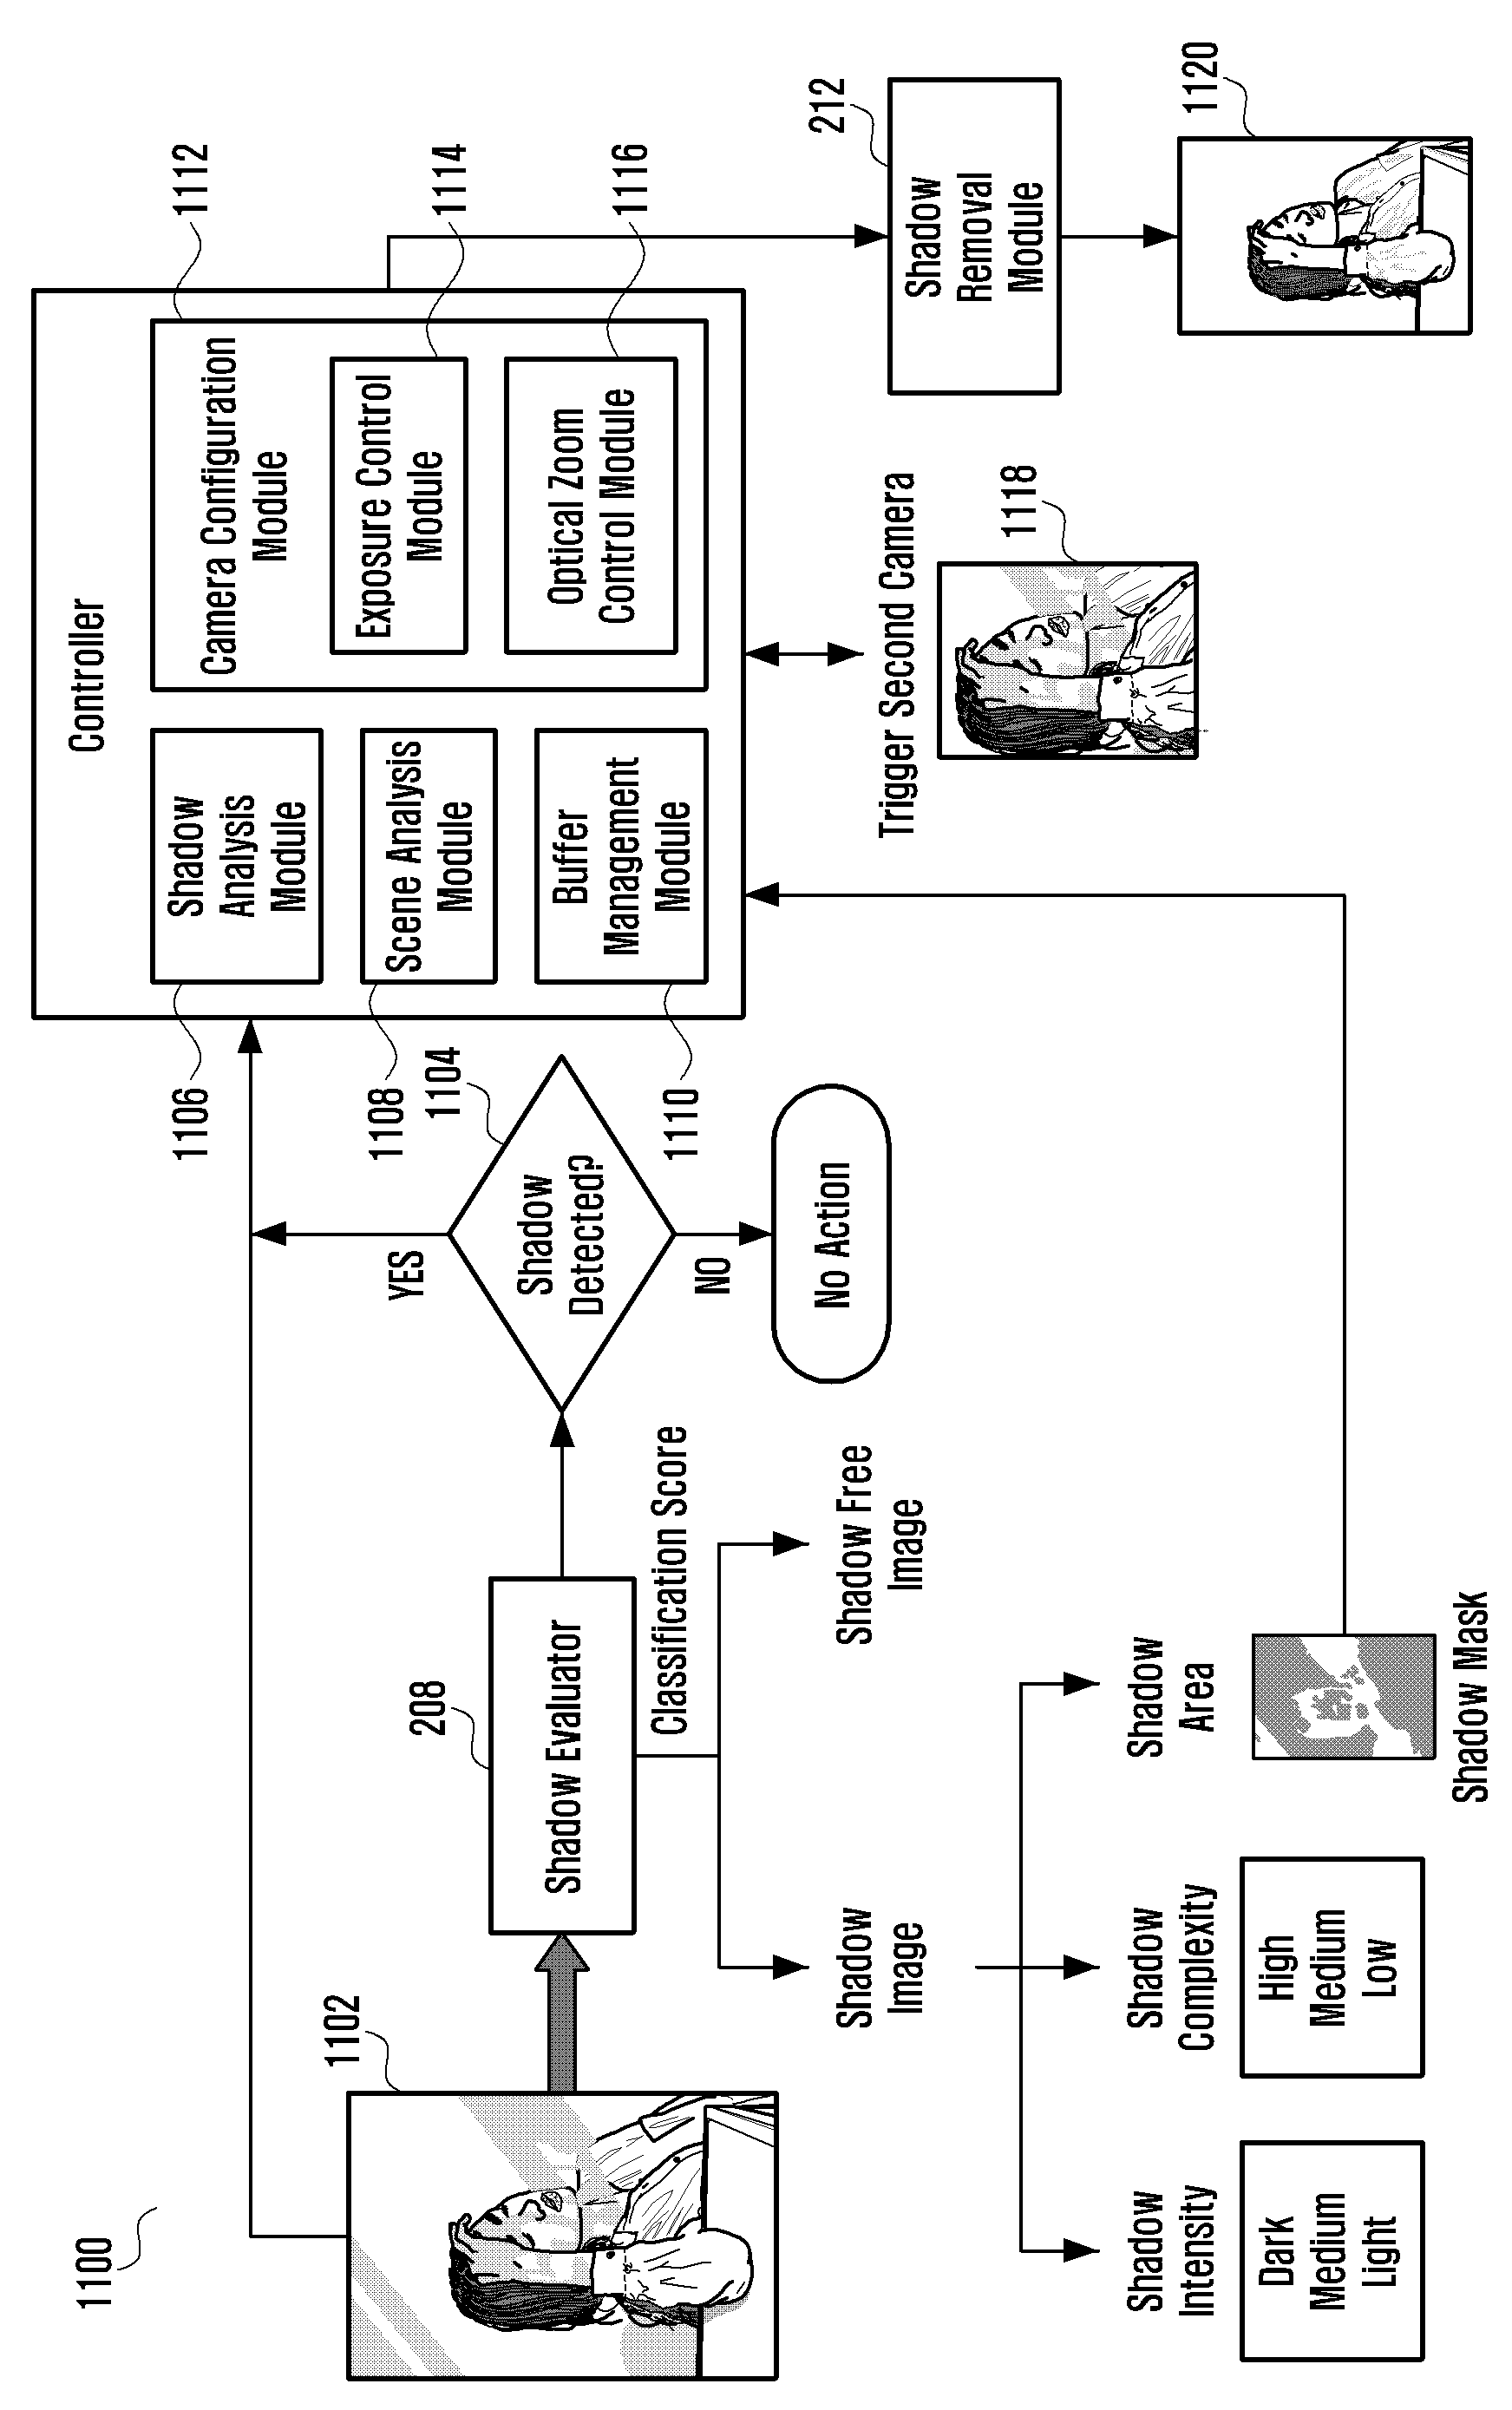 1100
1102
208
Shadow Evaluator
Classification Score
Shadow
Image
Shadow Free
Image
Shadow
Intensity
Dark
Medium
Light
Shadow
Complexity
High
Medium
Low
Shadow
Area
Shadow Mask
1104
Shadow
Detected?
YES
NO
No Action
Controller
1106
Shadow
Analysis
Module
1108
Scene Analysis
Module
1110
Buffer
Management
Module
1112
Camera Configuration
Module
1114
Exposure Control
Module
1116
Optical Zoom
Control Module
Trigger Second Camera
1118
212
Shadow
Removal
Module
1120